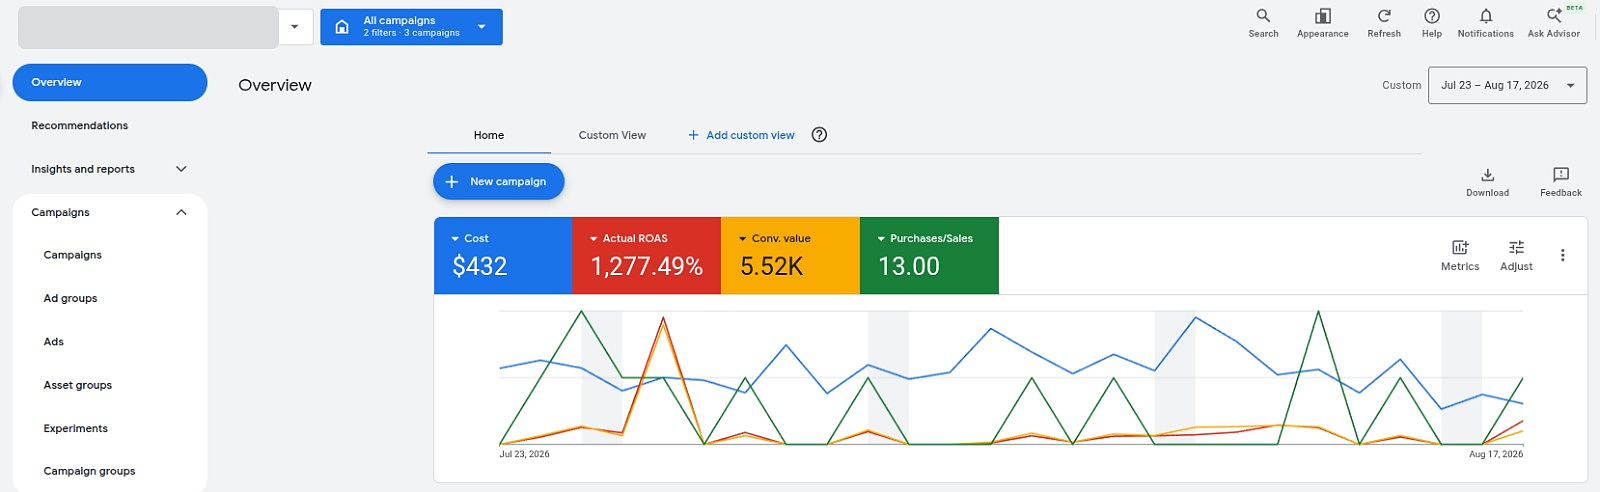 All campaigns
2 filters · 3 campaigns
Search
Appearance
Refresh
Help
Notifications
BETA
Ask Advisor
Overview
Recommendations
Insights and reports
Campaigns
Campaigns
Ad groups
Ads
Asset groups
Experiments
Campaign groups
Overview
Custom
Jul 23 – Aug 17, 2026
Home
Custom View
Add custom view
New campaign
Download
Feedback
Cost
$432
Actual ROAS
1,277.49%
Conv. value
5.52K
Purchases/Sales
13.00
Metrics
Adjust
Jul 23, 2026
Aug 17, 2026